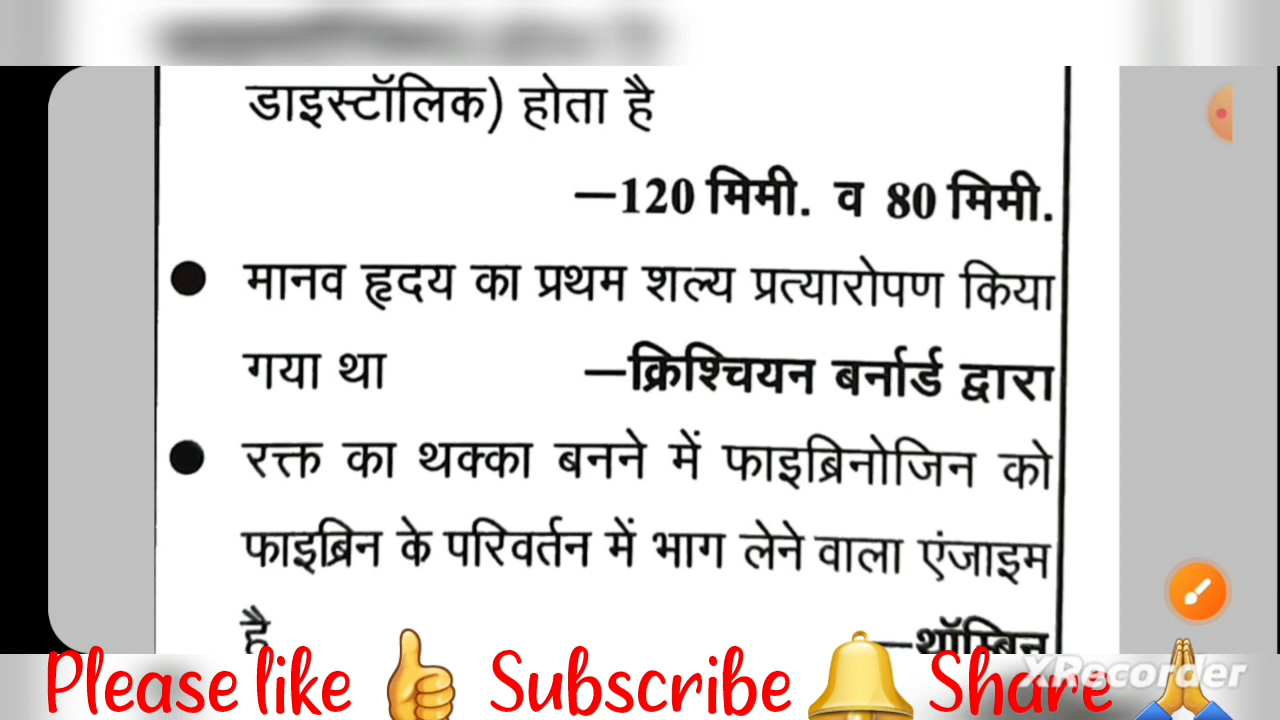 डाइस्टॉलिक) होता है
—120 मिमी. व 80 मिमी.
● मानव हृदय का प्रथम शल्य प्रत्यारोपण किया
गया था —क्रिश्चियन बर्नार्ड द्वारा
● रक्त का थक्का बनने में फाइब्रिनोजिन को
फाइब्रिन के परिवर्तन में भाग लेने वाला एंजाइम
है —थॉम्बिन
Please like Subscribe Share
XRecorder